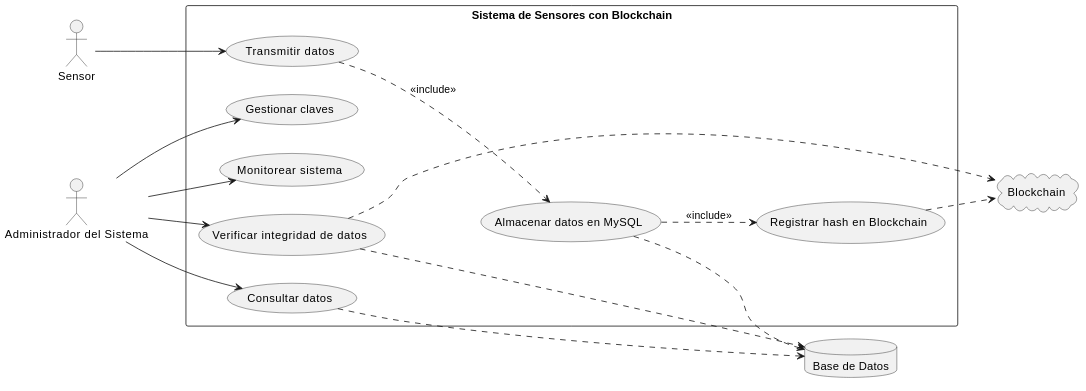 Sistema de Sensores con Blockchain
Sensor
Transmitir datos
«include»
Gestionar claves
Monitorear sistema
Blockchain
Administrador del Sistema
Verificar integridad de datos
Almacenar datos en MySQL
«include»
Registrar hash en Blockchain
Consultar datos
Base de Datos